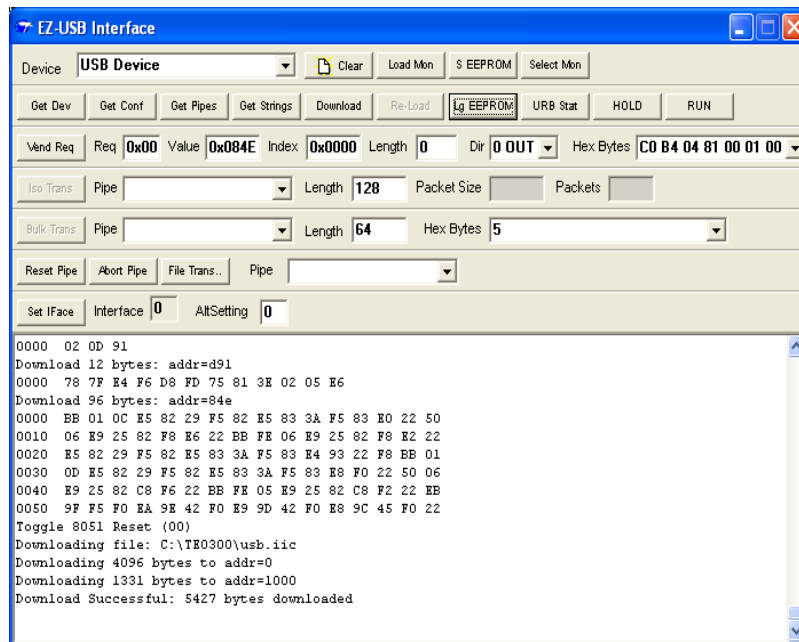 EZ-USB Interface
Device USB Device Clear Load Mon S EEPROM Select Mon
Get Dev Get Conf Get Pipes Get Strings Download Re-Load Lg EEPROM URB Stat HOLD RUN
Vend Req Req 0x00 Value 0x084E Index 0x0000 Length 0 Dir 0 OUT Hex Bytes C0 B4 04 81 00 01 00
Iso Trans Pipe Length 128 Packet Size Packets
Bulk Trans Pipe Length 64 Hex Bytes 5
Reset Pipe Abort Pipe File Trans.. Pipe
Set IFace Interface 0 AltSetting 0
0000 02 0D 91
Download 12 bytes: addr=d91
0000 78 7F E4 F6 D8 FD 75 81 3E 02 05 E6
Download 96 bytes: addr=84e
0000 BB 01 0C E5 82 29 F5 82 E5 83 3A F5 83 E0 22 50
0010 06 E9 25 82 F8 E6 22 BB FE 06 E9 25 82 F8 E2 22
0020 E5 82 29 F5 82 E5 83 3A F5 83 E4 93 22 F8 BB 01
0030 0D E5 82 29 F5 82 E5 83 3A F5 83 E8 F0 22 50 06
0040 E9 25 82 C8 F6 22 BB FE 05 E9 25 82 C8 F2 22 EB
0050 9F F5 F0 EA 9E 42 F0 E9 9D 42 F0 E8 9C 45 F0 22
Toggle 8051 Reset (00)
Downloading file: C:\TE0300\usb.iic
Downloading 4096 bytes to addr=0
Downloading 1331 bytes to addr=1000
Download Successful: 5427 bytes downloaded